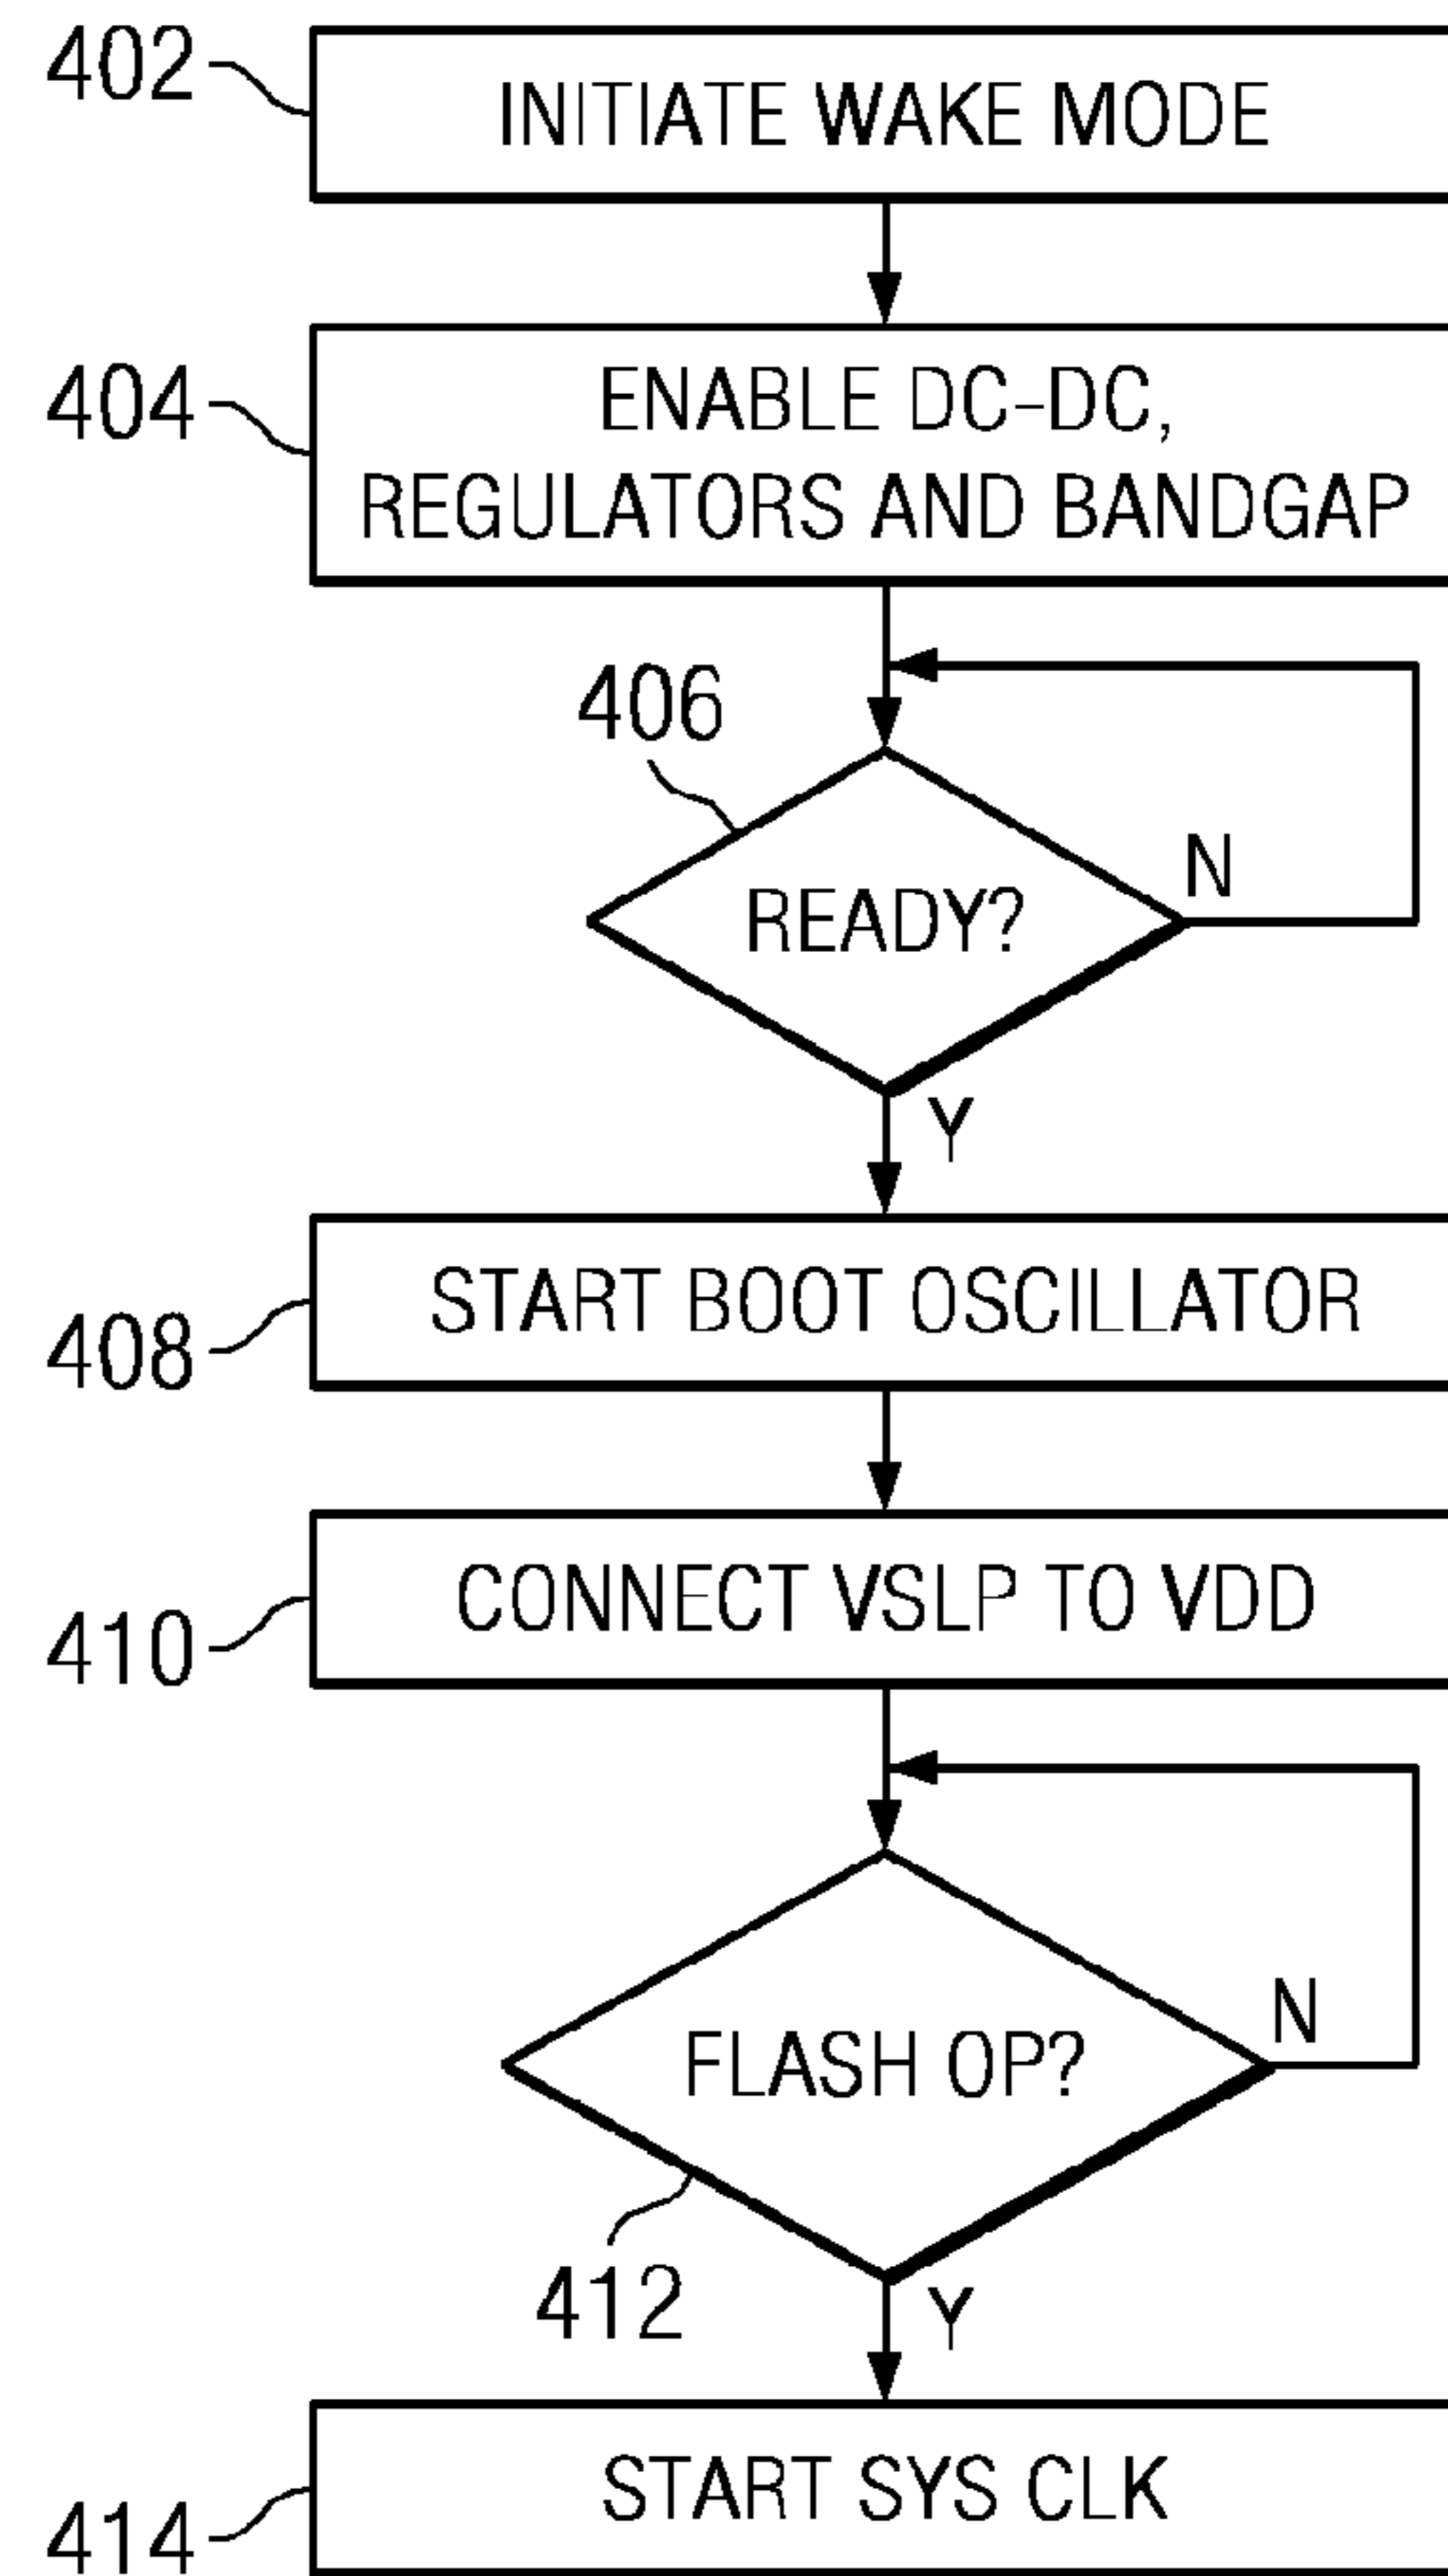 402
INITIATE WAKE MODE
404
ENABLE DC-DC,
REGULATORS AND BANDGAP
406
READY?
N
Y
408
START BOOT OSCILLATOR
410
CONNECT VSLP TO VDD
FLASH OP?
N
412
Y
414
START SYS CLK